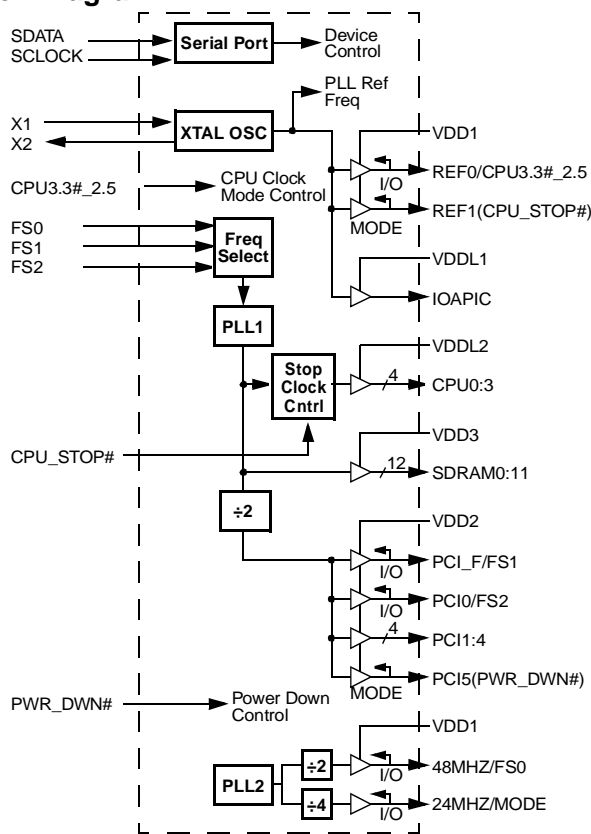 SDATA
SCLOCK
Serial Port
Device
Control
PLL Ref
Freq
X1
X2
XTAL OSC
VDD1
REF0/CPU3.3#_2.5
I/O
CPU3.3#_2.5
CPU Clock
Mode Control
REF1(CPU_STOP#)
MODE
FS0
FS1
FS2
Freq
Select
VDDL1
IOAPIC
PLL1
VDDL2
Stop
Clock
Cntrl
4
CPU0:3
VDD3
CPU_STOP#
12
SDRAM0:11
÷2
VDD2
PCI_F/FS1
I/O
PCI0/FS2
I/O
4
PCI1:4
PCI5(PWR_DWN#)
MODE
PWR_DWN#
Power Down
Control
VDD1
PLL2
÷2
48MHZ/FS0
I/O
÷4
24MHZ/MODE
I/O